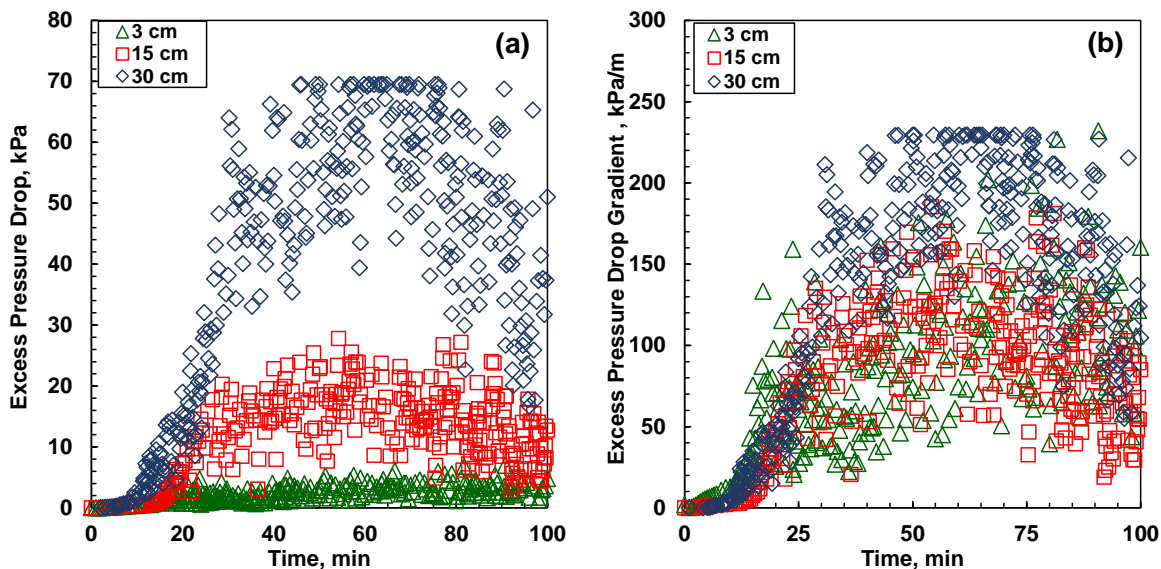 80
70
60
50
40
30
20
10
0
0
20
40
60
80
100
Time, min
Excess Pressure Drop, kPa
3 cm
15 cm
30 cm
(a)
300
250
200
150
100
50
0
0
25
50
75
100
Time, min
Excess Pressure Drop Gradient , kPa/m
3 cm
15 cm
30 cm
(b)